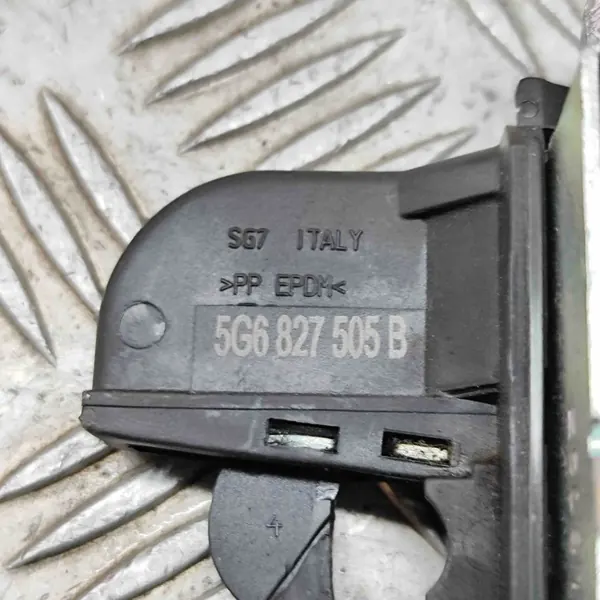 SG7 ITALY
>PP EPDM<
5G6 827 505 B
4